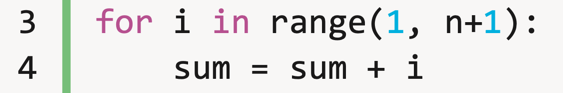 3 for i in range(1, n+1):
4     sum = sum + i